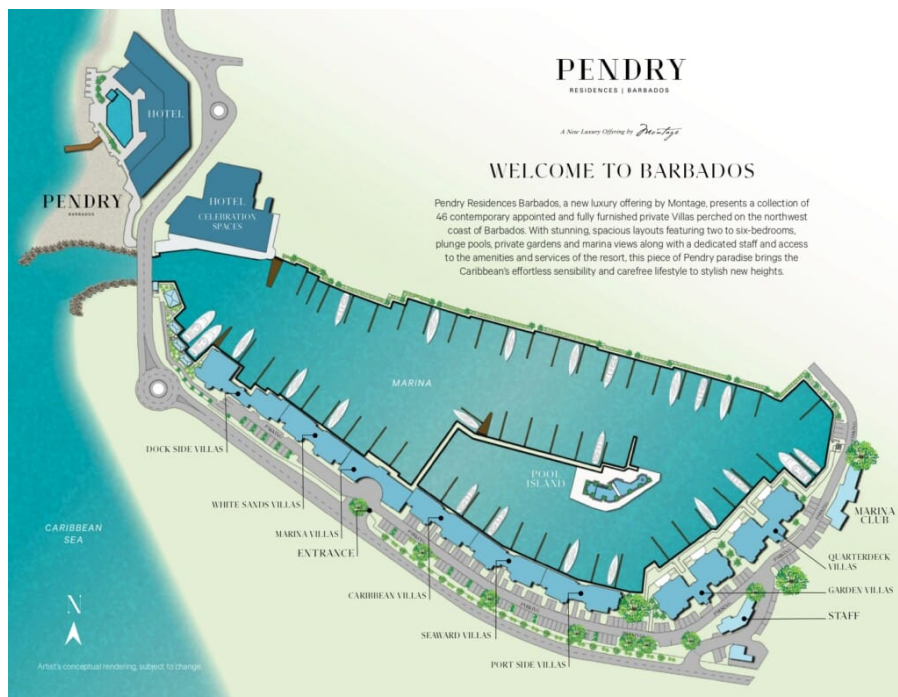 PENDRY
RESIDENCES | BARBADOS
A New Luxury Offering by Montage
WELCOME TO BARBADOS
Pendry Residences Barbados, a new luxury offering by Montage, presents a collection of
46 contemporary appointed and fully furnished private Villas perched on the northwest
coast of Barbados. With stunning, spacious layouts featuring two to six-bedrooms,
plunge pools, private gardens and marina views along with a dedicated staff and access
to the amenities and services of the resort, this piece of Pendry paradise brings the
Caribbean's effortless sensibility and carefree lifestyle to stylish new heights.
HOTEL
PENDRY
BARBADOS
HOTEL
CELEBRATION
SPACES
MARINA
POOL
ISLAND
DOCK SIDE VILLAS
WHITE SANDS VILLAS
MARINA VILLAS
ENTRANCE
CARIBBEAN VILLAS
SEAWARD VILLAS
PORT SIDE VILLAS
MARINA
CLUB
QUARTERDECK
VILLAS
GARDEN VILLAS
STAFF
PARKING
PARKING
PARKING
PARKING
PARKING
PARKING
CARIBBEAN
SEA
N
Artist's conceptual rendering, subject to change.